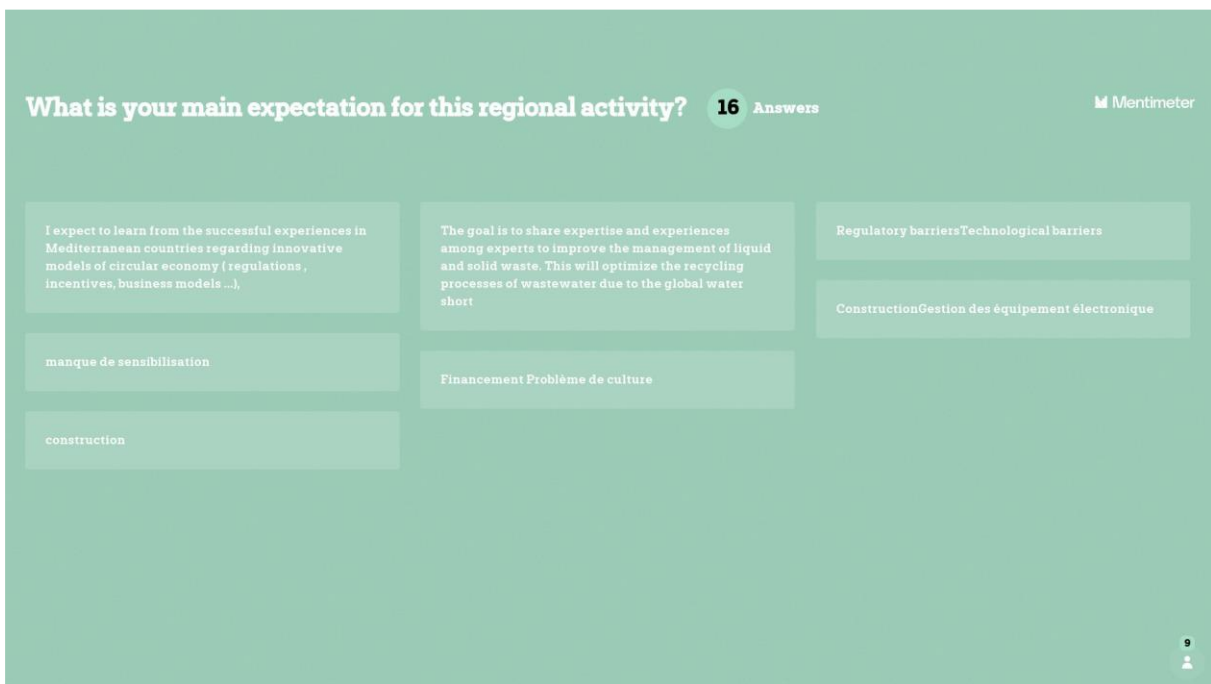 What is your main expectation for this regional activity?
16 Answers
Mentimeter
I expect to learn from the successful experiences in
Mediterranean countries regarding innovative
models of circular economy ( regulations ,
incentives, business models ...),
manque de sensibilisation
construction
The goal is to share expertise and experiences
among experts to improve the management of liquid
and solid waste. This will optimize the recycling
processes of wastewater due to the global water
short
Financement Problème de culture
Regulatory barriersTechnological barriers
ConstructionGestion des équipement électronique
9